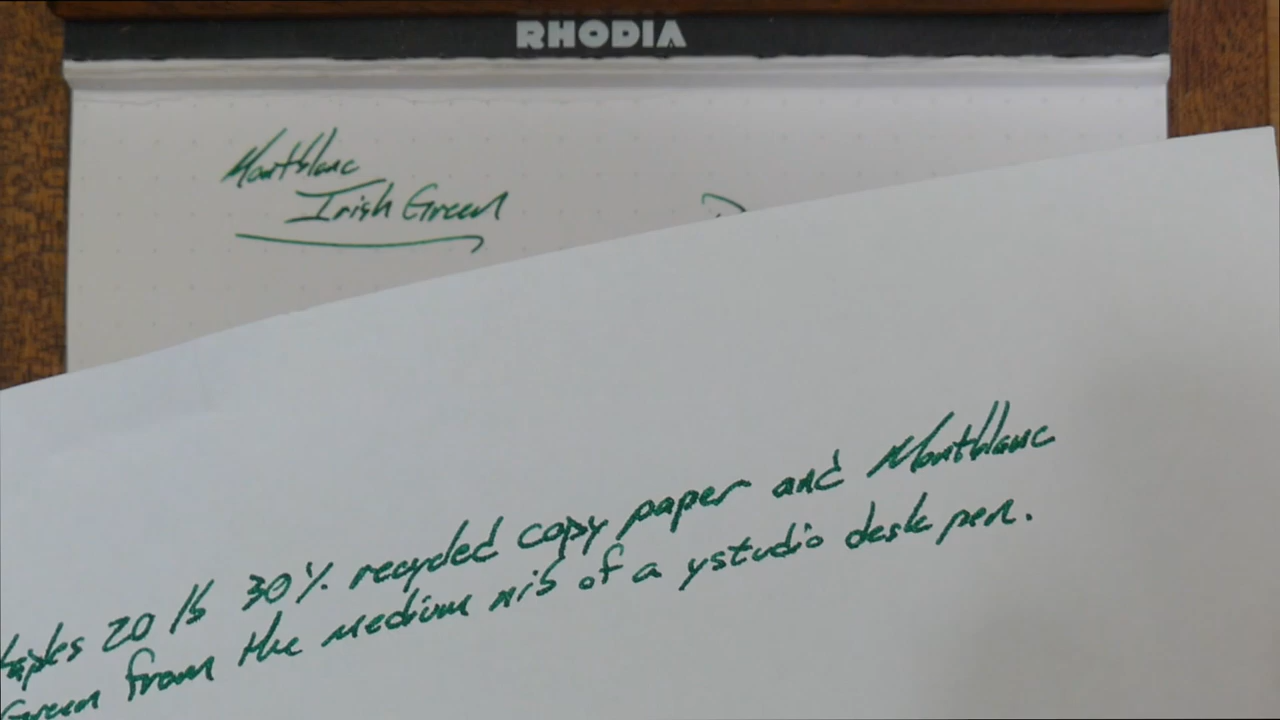 RHODIA
Montblanc
Irish Green
20 lb 30% recycled copy paper and Montblanc
Green from the medium nib of a ystudio desk pen.